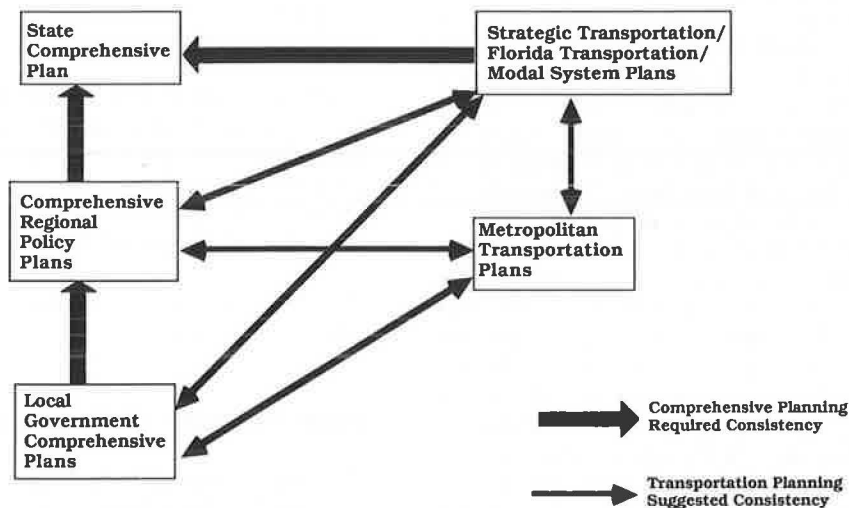 State
Comprehensive
Plan
Strategic Transportation/
Florida Transportation/
Modal System Plans
Comprehensive
Regional
Policy
Plans
Metropolitan
Transportation
Plans
Local
Government
Comprehensive
Plans
Comprehensive Planning
Required Consistency
Transportation Planning
Suggested Consistency